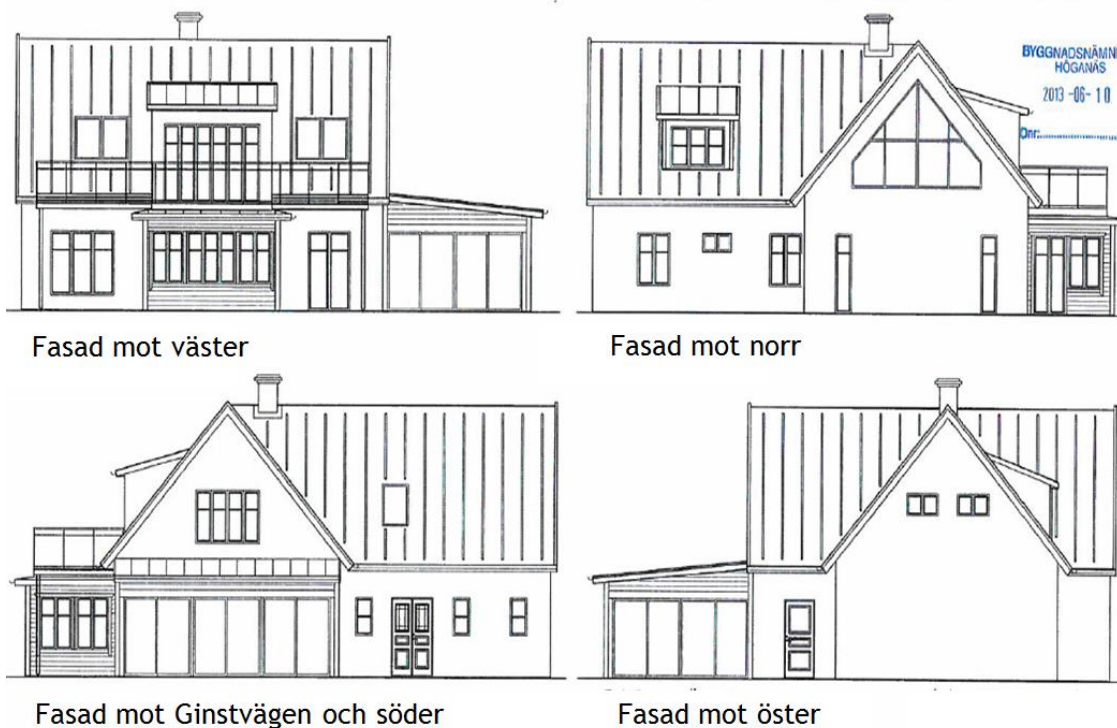 BYGGNADSNÄMN
HÖGANÄS
2013 -06- 10
Dnr:
Fasad mot väster
Fasad mot norr
Fasad mot Ginstvägen och söder
Fasad mot öster